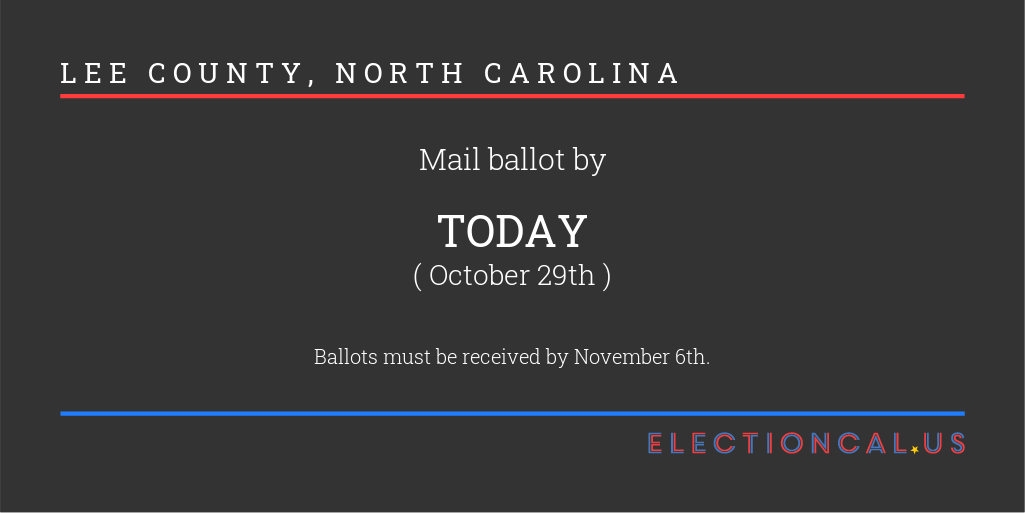 LEE COUNTY, NORTH CAROLINA
Mail ballot by
TODAY
( October 29th )
Ballots must be received by November 6th.
ELECTIONCAL.US